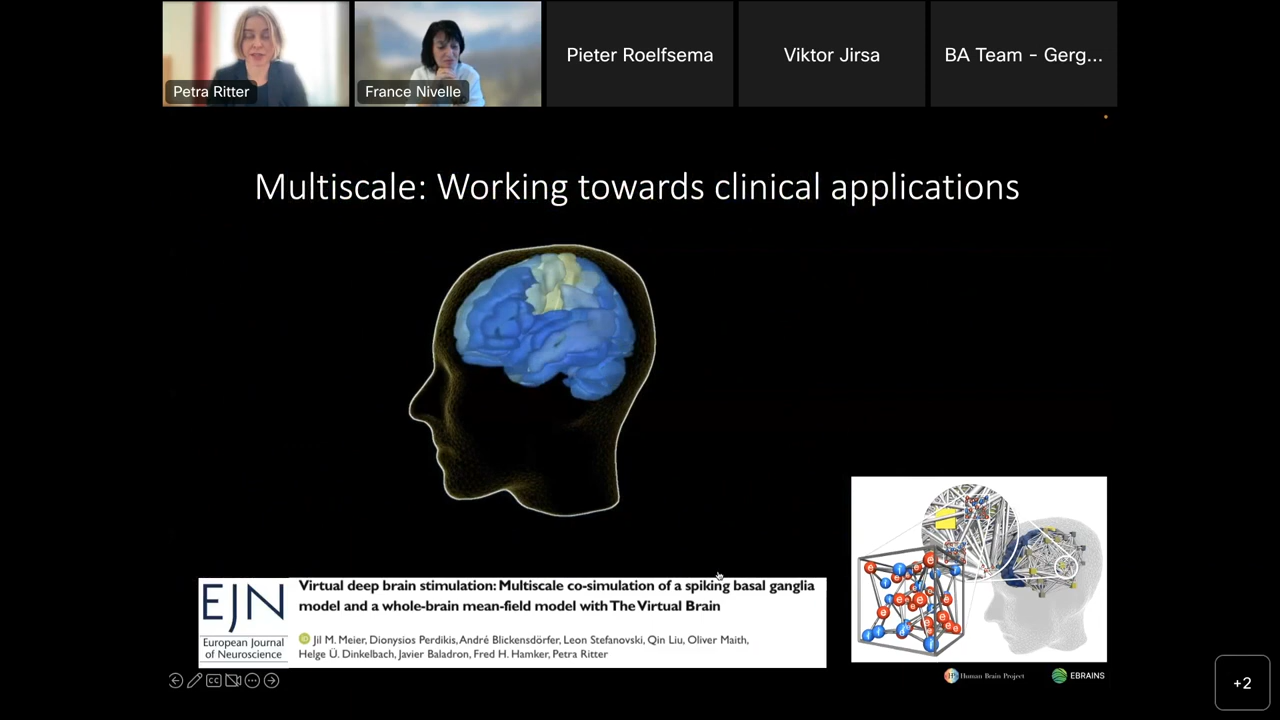 Petra Ritter
France Nivelle
Pieter Roelfsema
Viktor Jirsa
BA Team - Gerg...
Multiscale: Working towards clinical applications
EJN
European Journal
of Neuroscience
Virtual deep brain stimulation: Multiscale co-simulation of a spiking basal ganglia
model and a whole-brain mean-field model with The Virtual Brain
Jil M. Meier, Dionysios Perdikis, André Blickensdörfer, Leon Stefanovski, Qin Liu, Oliver Maith,
Helge Ü. Dinkelbach, Javier Baladron, Fred H. Hamker, Petra Ritter
Human Brain Project
EBRAINS
+2